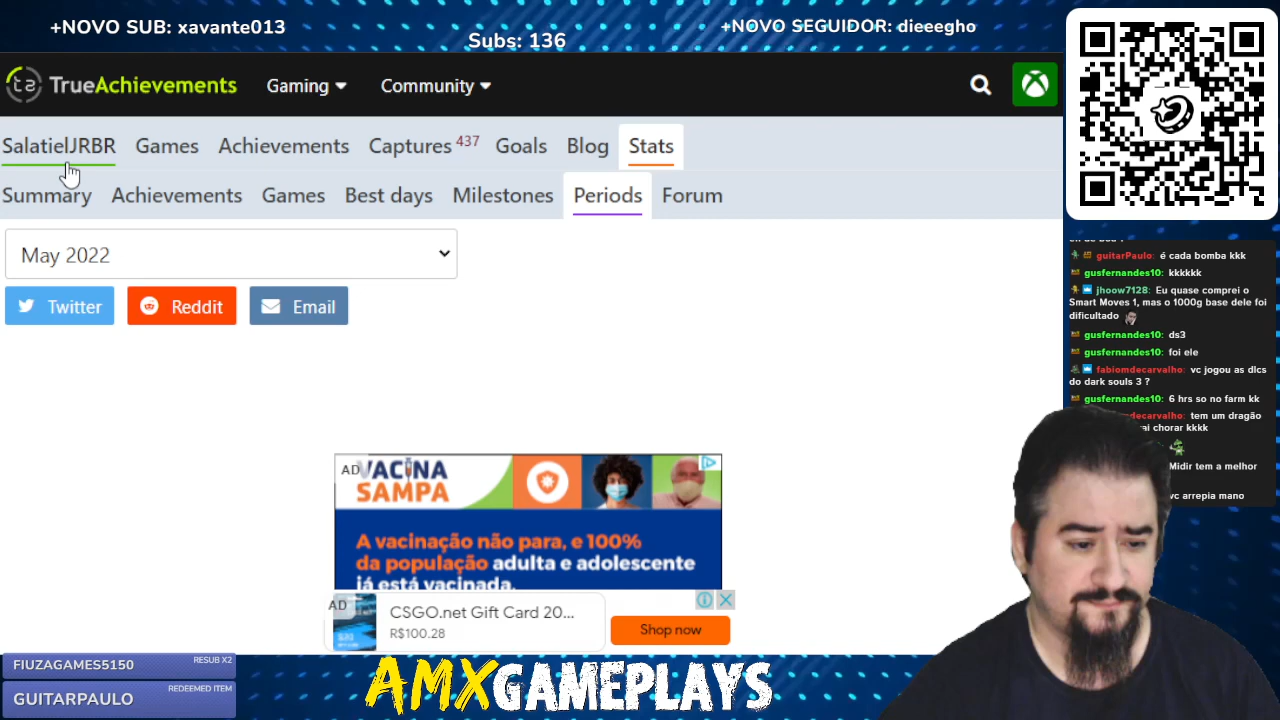 +NOVO SUB: xavante013
Subs: 136
+NOVO SEGUIDOR: dieeegho
TrueAchievements
Gaming
Community
SalatielJRBR
Games
Achievements
Captures 437
Goals
Blog
Stats
Summary
Achievements
Games
Best days
Milestones
Periods
Forum
May 2022
Twitter
Reddit
Email
AD
VACINA
SAMPA
A vacinação não para, e 100%
da população adulta e adolescente
já está vacinada.
AD
CSGO.net Gift Card 20...
R$100.28
Shop now
guitarPaulo: é cada bomba kkk
gusfernandes10: kkkkkk
jhoow7128: Eu quase comprei o
Smart Moves 1, mas o 1000g base dele foi
dificultado
gusfernandes10: ds3
gusfernandes10: foi ele
fabiomdecarvalho: vc jogou as dlcs
do dark souls 3 ?
gusfernandes10: 6 hrs so no farm kk
decarvalho: tem um dragão
chorar kkkk
Midir tem a melhor
vc arrepia mano
FIUZAGAMES5150
RESUB X2
GUITARPAULO
REDEEMED ITEM
AMXGAMEPLAYS